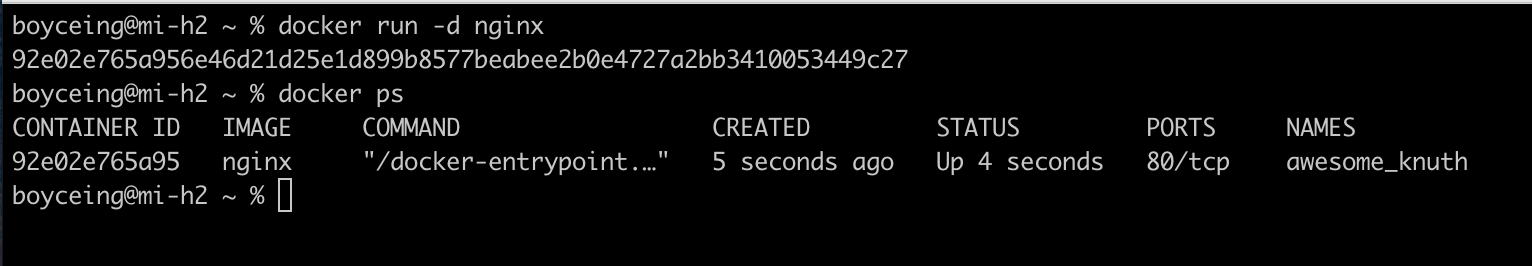 boyceing@mi-h2 ~ % docker run -d nginx
92e02e765a956e46d21d25e1d899b8577beabee2b0e4727a2bb3410053449c27
boyceing@mi-h2 ~ % docker ps
CONTAINER ID   IMAGE     COMMAND                  CREATED         STATUS         PORTS     NAMES
92e02e765a95   nginx     "/docker-entrypoint.…"   5 seconds ago   Up 4 seconds   80/tcp    awesome_knuth
boyceing@mi-h2 ~ %